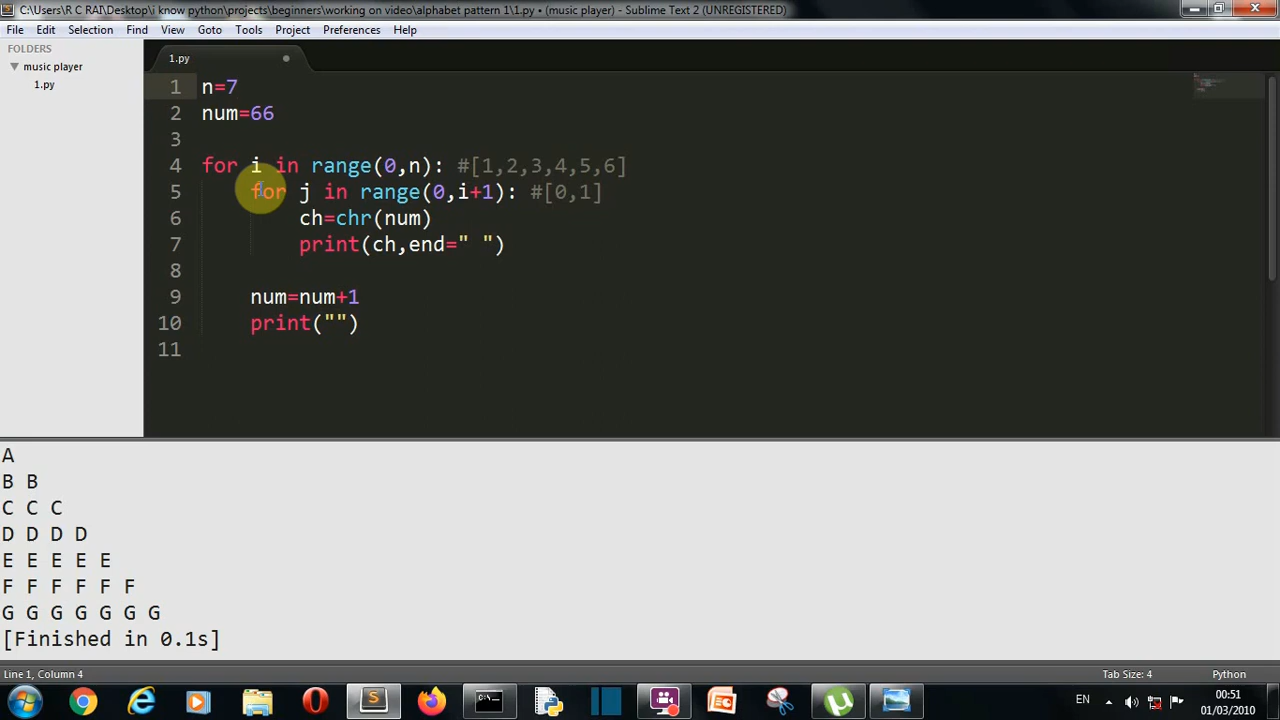 C:\Users\R C RAI\Desktop\i know python\projects\beginners\working on video\alphabet pattern 1\1.py • (music player) - Sublime Text 2 (UNREGISTERED)
File Edit Selection Find View Goto Tools Project Preferences Help
FOLDERS
music player
1.py
1.py
1 n=7
2 num=66
3
4 for i in range(0,n): #[1,2,3,4,5,6]
5 for j in range(0,i+1): #[0,1]
6 ch=chr(num)
7 print(ch,end=" ")
8
9 num=num+1
10 print("")
11
A
B B
C C C
D D D D
E E E E E
F F F F F F
G G G G G G G
[Finished in 0.1s]
Line 1, Column 4 Tab Size: 4 Python
EN 00:51
01/03/2010